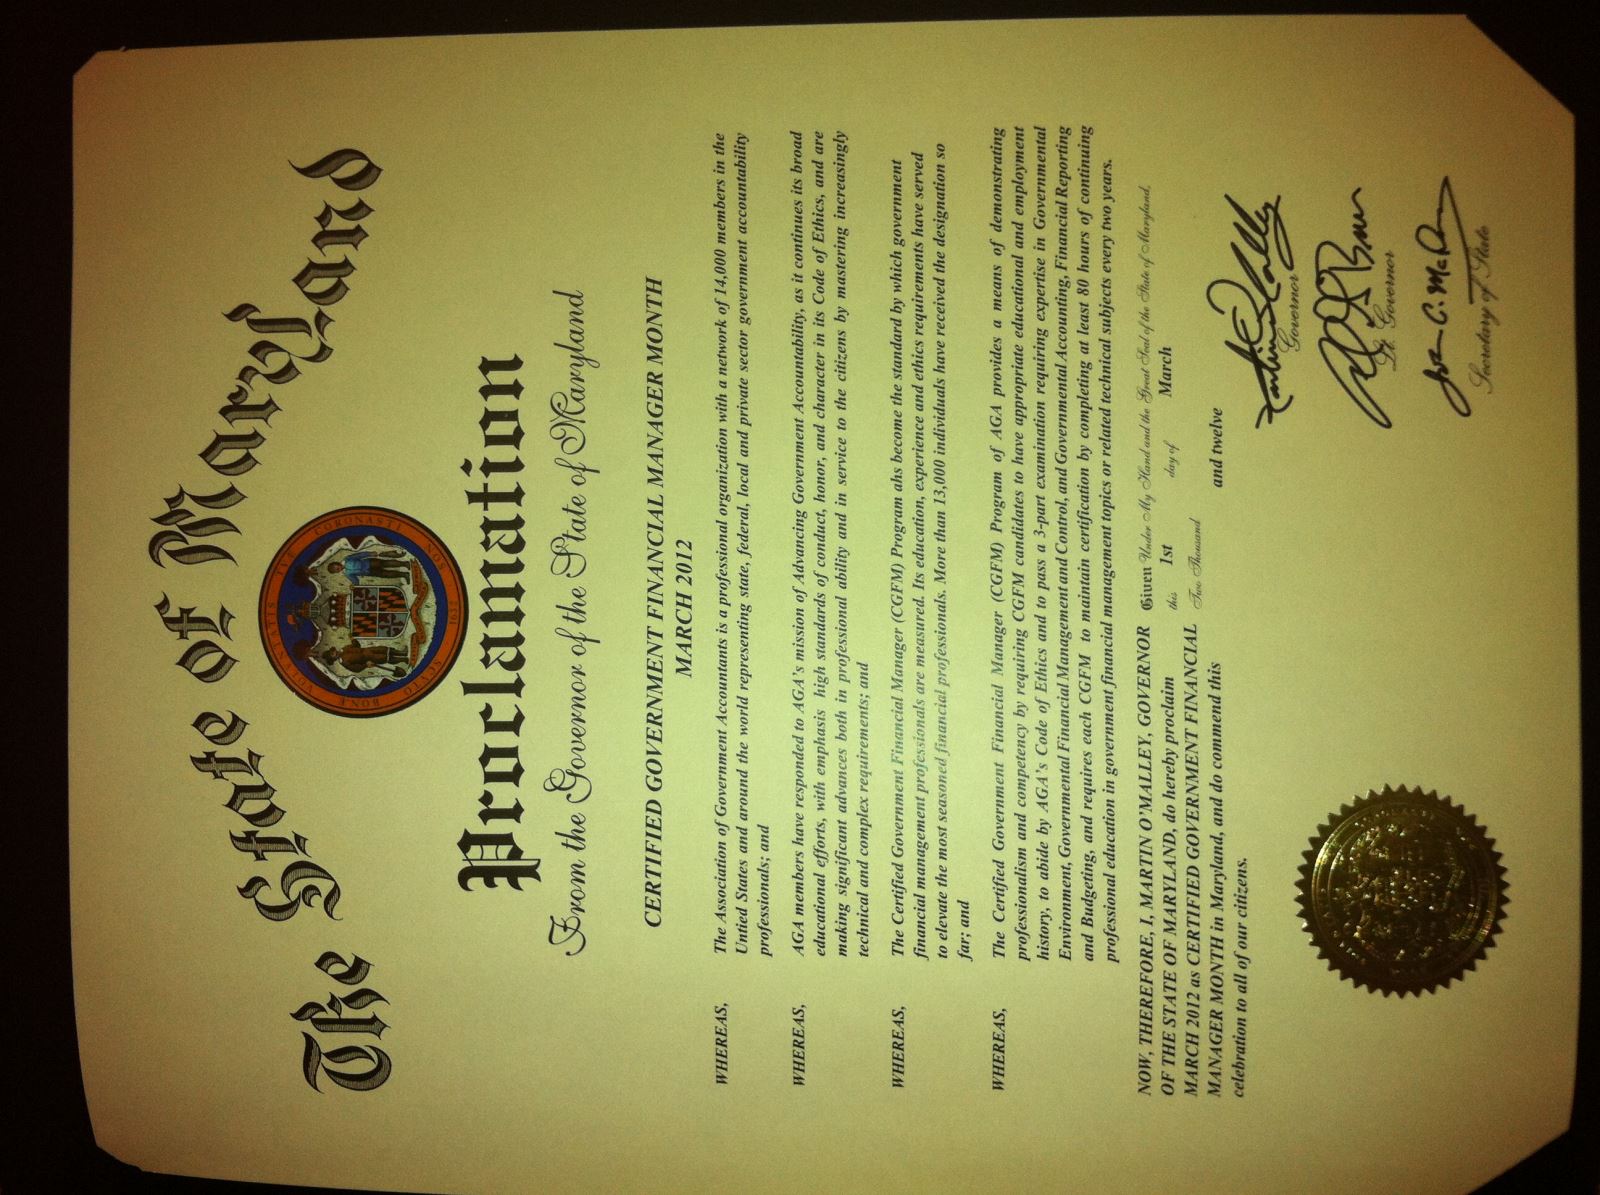 The State of Maryland
VOLVNTATIS TVÆ CORONASTI NOS
SCVTO BONÆ
1632
Proclamation
From the Governor of the State of Maryland
CERTIFIED GOVERNMENT FINANCIAL MANAGER MONTH
MARCH 2012
WHEREAS, The Association of Government Accountants is a professional organization with a network of 14,000 members in the
Untied States and around the world representing state, federal, local and private sector government accountability
professionals; and
WHEREAS, AGA members have responded to AGA's mission of Advancing Government Accountability, as it continues its broad
educational efforts, with emphasis high standards of conduct, honor, and character in its Code of Ethics, and are
making significant advances both in professional ability and in service to the citizens by mastering increasingly
technical and complex requirements; and
WHEREAS, The Certified Government Financial Manager (CGFM) Program ahs become the standard by which government
financial management professionals are measured. Its education, experience and ethics requirements have served
to elevate the most seasoned financial professionals. More than 13,000 individuals have received the designation so
far; and
WHEREAS, The Certified Government Financial Manager (CGFM) Program of AGA provides a means of demonstrating
professionalism and competency by requiring CGFM candidates to have appropriate educational and employment
history, to abide by AGA's Code of Ethics and to pass a 3-part examination requiring expertise in Governmental
Environment, Governmental Financial Management and Control, and Governmental Accounting, Financial Reporting
and Budgeting, and requires each CGFM to maintain certification by completing at least 80 hours of continuing
professional education in government financial management topics or related technical subjects every two years.
NOW, THEREFORE, I, MARTIN O'MALLEY, GOVERNOR
OF THE STATE OF MARYLAND, do hereby proclaim
MARCH 2012 as CERTIFIED GOVERNMENT FINANCIAL
MANAGER MONTH in Maryland, and do commend this
celebration to all of our citizens.
Given Under My Hand and the Great Seal of the State of Maryland,
this 1st day of March
Two Thousand and twelve
Governor
Lt. Governor
John C. McD
Secretary of State